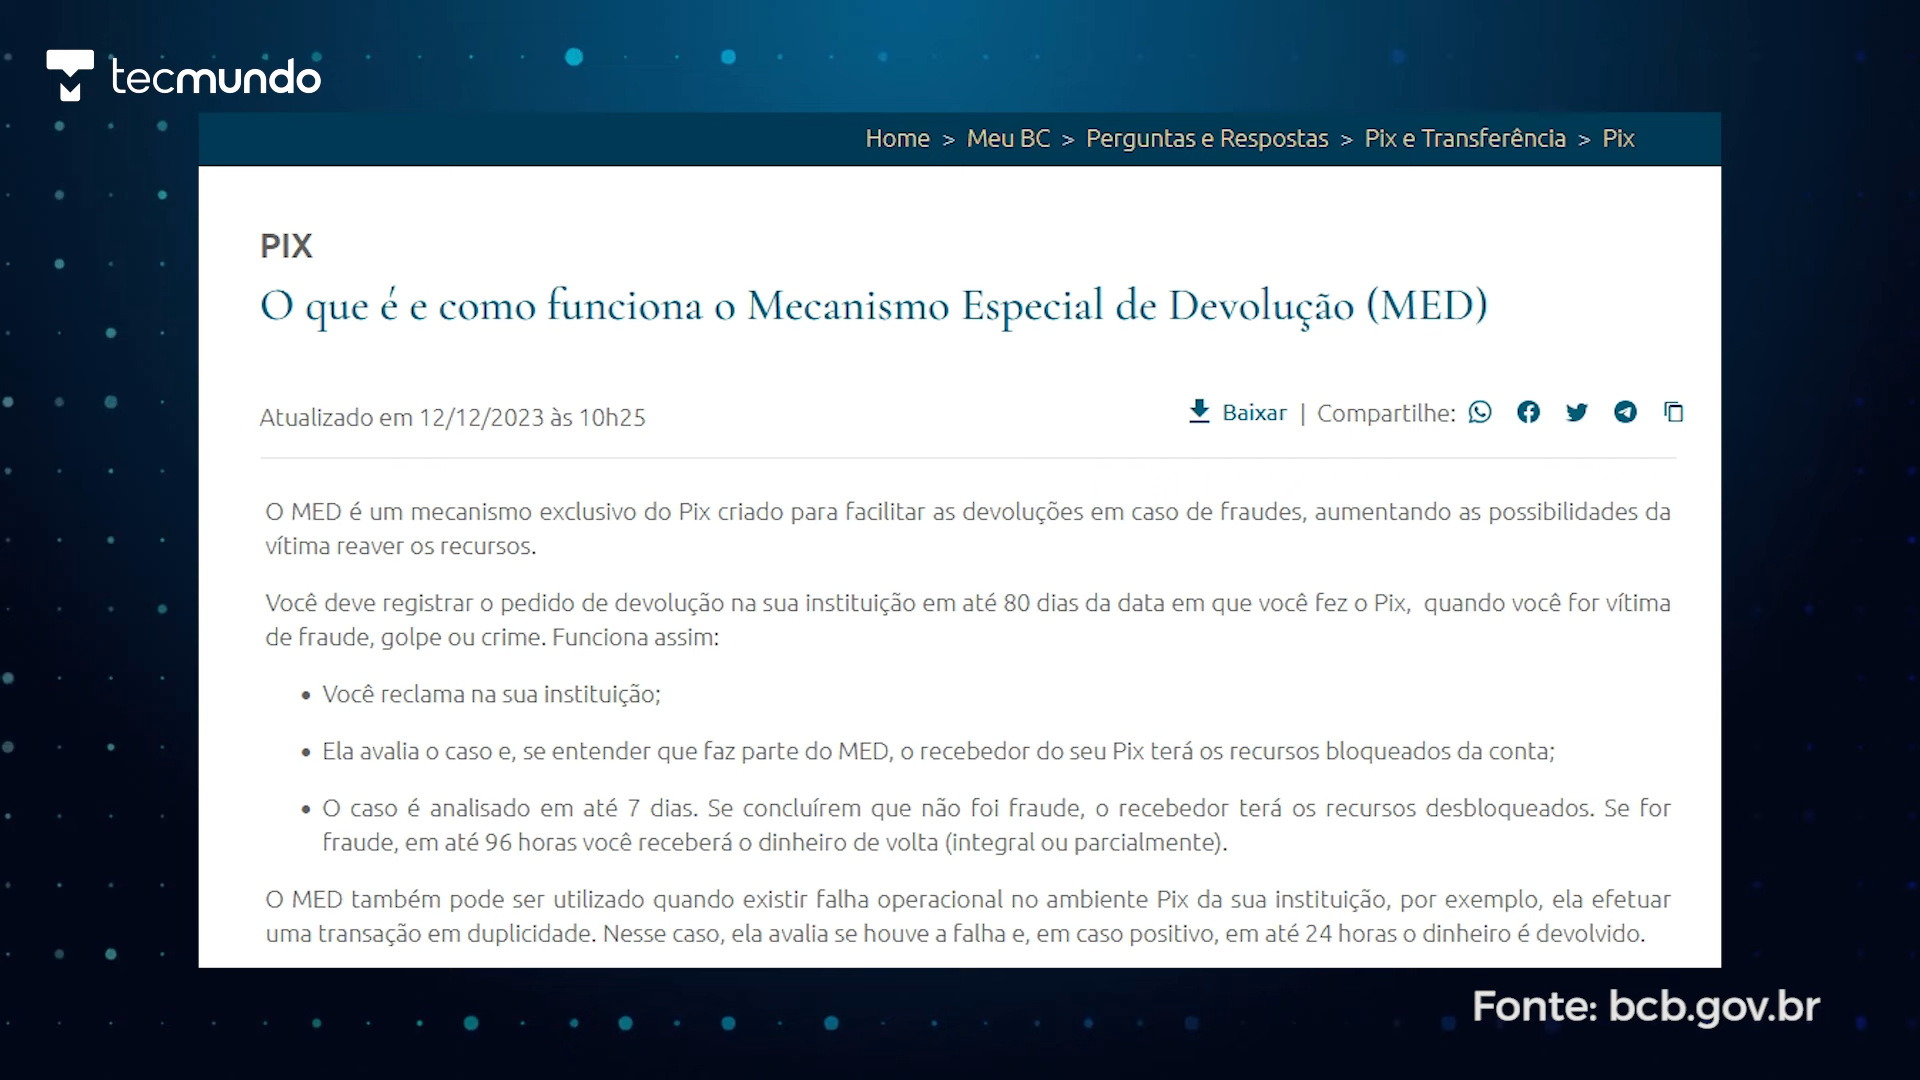 tecmundo
Home > Meu BC > Perguntas e Respostas > Pix e Transferência > Pix
PIX
O que é e como funciona o Mecanismo Especial de Devolução (MED)
Atualizado em 12/12/2023 às 10h25
Baixar | Compartilhe:
O MED é um mecanismo exclusivo do Pix criado para facilitar as devoluções em caso de fraudes, aumentando as possibilidades da
vítima reaver os recursos.
Você deve registrar o pedido de devolução na sua instituição em até 80 dias da data em que você fez o Pix, quando você for vítima
de fraude, golpe ou crime. Funciona assim:
• Você reclama na sua instituição;
• Ela avalia o caso e, se entender que faz parte do MED, o recebedor do seu Pix terá os recursos bloqueados da conta;
• O caso é analisado em até 7 dias. Se concluírem que não foi fraude, o recebedor terá os recursos desbloqueados. Se for
fraude, em até 96 horas você receberá o dinheiro de volta (integral ou parcialmente).
O MED também pode ser utilizado quando existir falha operacional no ambiente Pix da sua instituição, por exemplo, ela efetuar
uma transação em duplicidade. Nesse caso, ela avalia se houve a falha e, em caso positivo, em até 24 horas o dinheiro é devolvido.
Fonte: bcb.gov.br